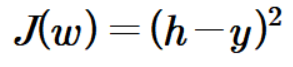 J(w) = (h − y)²